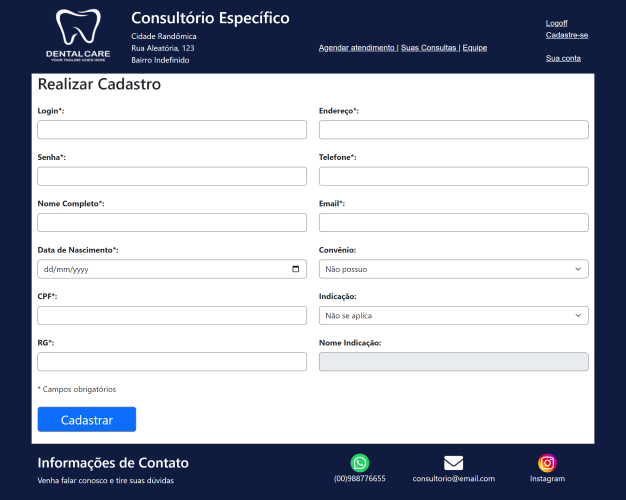 DENTALCARE
YOUR TAGLINE GOES HERE
Consultório Específico
Cidade Randômica
Rua Aleatória, 123
Bairro Indefinido
Agendar atendimento | Suas Consultas | Equipe
Logoff
Cadastre-se
Sua conta
Realizar Cadastro
Login*:
Endereço*:
Senha*:
Telefone*:
Nome Completo*:
Email*:
Data de Nascimento*:
Convênio:
dd/mm/yyyy
Não possuo
CPF*:
Indicação:
Não se aplica
RG*:
Nome Indicação:
* Campos obrigatórios
Cadastrar
Informações de Contato
Venha falar conosco e tire suas dúvidas
(00)988776655
consultorio@email.com
Instagram